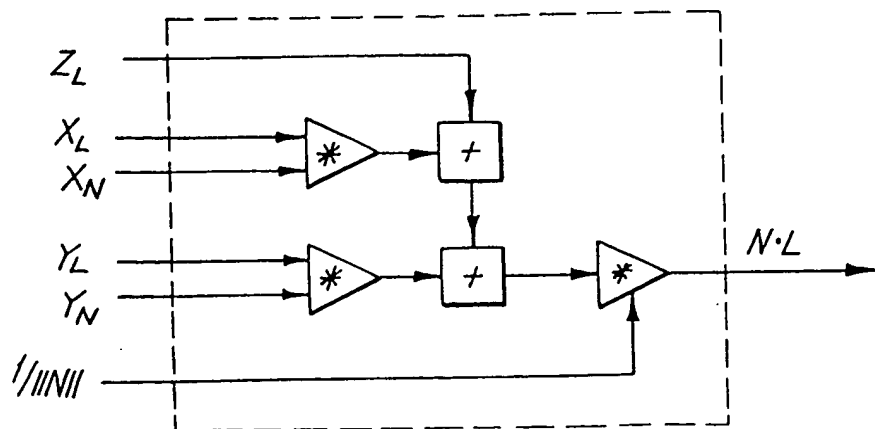 Z_L
X_L
*
+
X_N
Y_L
*
+
*
N·L
Y_N
1/||N||